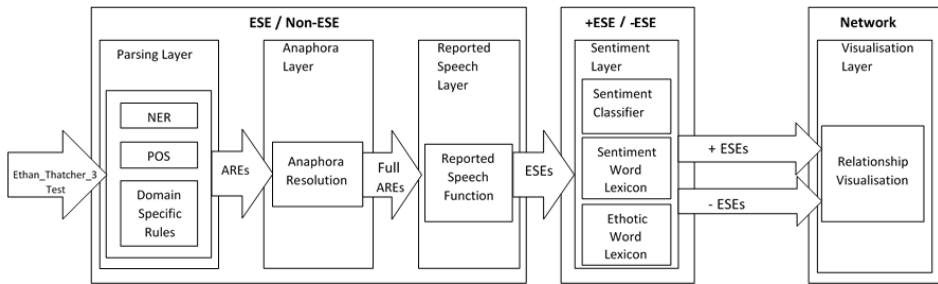 ESE / Non-ESE
+ESE / -ESE
Network
Parsing Layer
Anaphora
Layer
Reported
Speech
Layer
Sentiment
Layer
Visualisation
Layer
Ethan_Thatcher_3
Test
NER
POS
Domain
Specific
Rules
AREs
Anaphora
Resolution
Full
AREs
Reported
Speech
Function
ESEs
Sentiment
Classifier
Sentiment
Word
Lexicon
Ethotic
Word
Lexicon
+ ESEs
- ESEs
Relationship
Visualisation